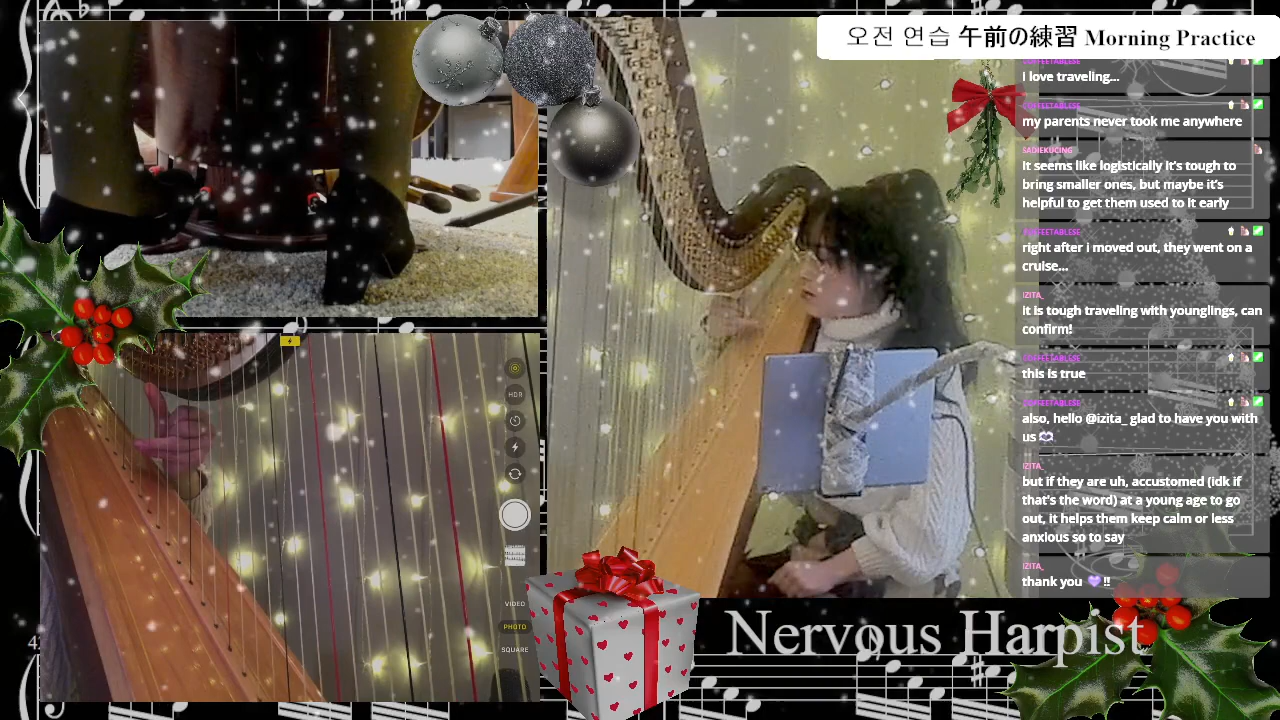 오전 연습 午前の練習 Morning Practice
COFFEETABLESE
I love traveling...
COFFEETABLESE
my parents never took me anywhere
SADIEKUCING
It seems like logistically it's tough to
bring smaller ones, but maybe it's
helpful to get them used to it early
COFFEETABLESE
right after i moved out, they went on a
cruise...
IZITA_
it is tough traveling with younglings, can
confirm!
COFFEETABLESE
this is true
COFFEETABLESE
also, hello @izita_ glad to have you with
us
IZITA_
but if they are uh, accustomed (idk if
that's the word) at a young age to go
out, it helps them keep calm or less
anxious so to say
IZITA_
thank you 💜 !!
HDR
VIDEO
PHOTO
SQUARE
Nervous Harpist